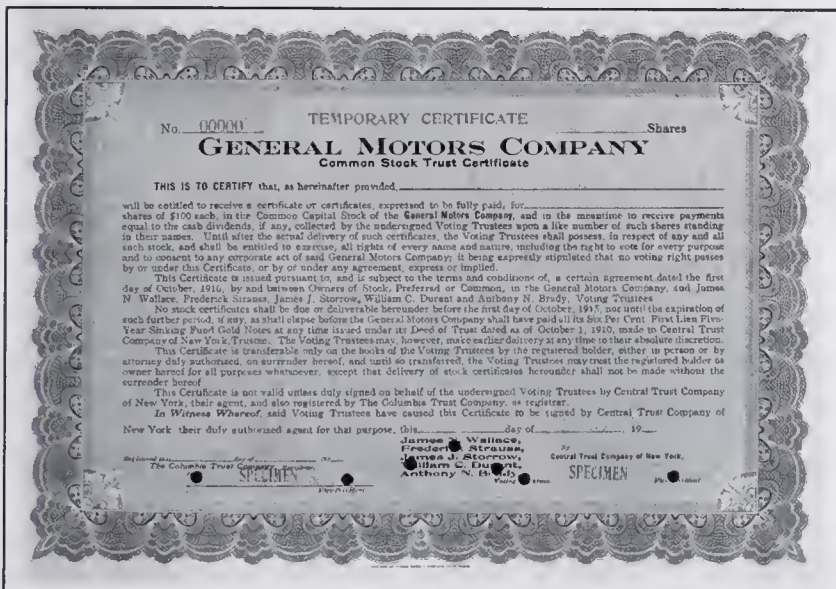 TEMPORARY CERTIFICATE
No. 00000 Shares
GENERAL MOTORS COMPANY
Common Stock Trust Certificate
THIS IS TO CERTIFY that, as hereinafter provided,
will be entitled to receive a certificate or certificates, expressed to be fully paid, for
shares of $100 each, in the Common Capital Stock of the General Motors Company, and in the meantime to receive payments
equal to the cash dividends, if any, collected by the undersigned Voting Trustees upon a like number of such shares standing
in their names. Until after the actual delivery of such certificates, the Voting Trustees shall possess, in respect of any and all
such stock, and shall be entitled to exercise, all rights of every name and nature, including the right to vote for every purpose
and to consent to any corporate act of said General Motors Company; it being expressly stipulated that no voting right passes
by or under this Certificate, or by or under any agreement, express or implied.
This Certificate is issued pursuant to, and is subject to the terms and conditions of, a certain agreement dated the first
day of October, 1910, by and between Owners of Stock, Preferred or Common, in the General Motors Company, and James
N Wallace, Frederick Strauss, James J. Storrow, William C. Durant and Anthony N. Brady, Voting Trustees
No stock certificates shall be due or deliverable hereunder before the first day of October, 1915, not until the expiration of
such further period, if any, as shall elapse before the General Motors Company shall have paid all its Six Per Cent First Lien Five-
Year Sinking Fund Gold Notes at any time issued under its Deed of Trust dated as of October 1, 1910, made to Central Trust
Company of New York, Trustee. The Voting Trustees may, however, make earlier delivery at any time to their absolute discretion.
This Certificate is transferable only on the books of the Voting Trustees by the registered holder, either in person or by
attorney duly authorized, on surrender hereof, and until so transferred, the Voting Trustees may treat the registered holder as
owner hereof for all purposes whatsoever, except that delivery of stock certificates hereunder shall not be made without the
surrender hereof
This Certificate is not valid unless duly signed on behalf of the undersigned Voting Trustees by Central Trust Company
of New York, their agent, and also registered by The Columbia Trust Company, as registrar.
In Witness Whereof, said Voting Trustees have caused this Certificate to be signed by Central Trust Company of
New York their duly authorized agent for that purpose, this day of 19
James N. Wallace,
Frederick Strauss,
James J. Storrow,
William C. Durant,
Anthony N. Brady
Voting Trustees.
Registered this day of 191
The Columbia Trust Company, Registrar,
SPECIMEN
Vice-President
By
Central Trust Company of New York,
SPECIMEN
Vice-President